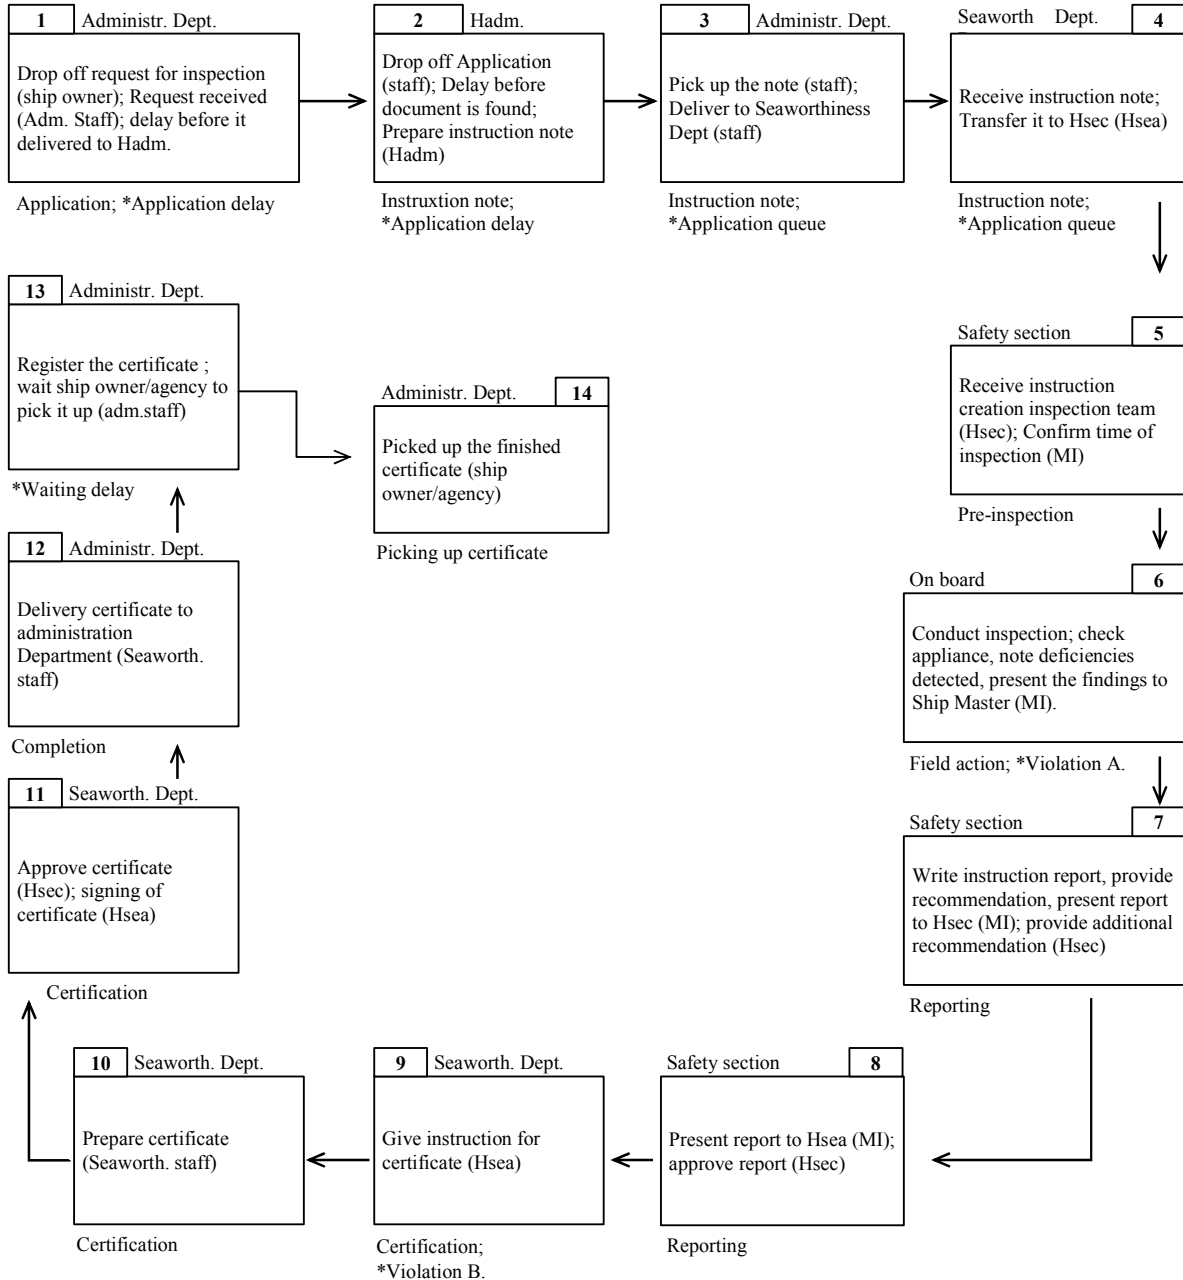 1 Administr. Dept.
Drop off request for inspection
(ship owner); Request received
(Adm. Staff); delay before it
delivered to Hadm.
Application; *Application delay
2 Hadm.
Drop off Application
(staff); Delay before
document is found;
Prepare instruction note
(Hadm)
Instruxtion note;
*Application delay
3 Administr. Dept.
Pick up the note (staff);
Deliver to Seaworthiness
Dept (staff)
Instruction note;
*Application queue
Seaworth Dept. 4
Receive instruction note;
Transfer it to Hsec (Hsea)
Instruction note;
*Application queue
Safety section 5
Receive instruction
creation inspection team
(Hsec); Confirm time of
inspection (MI)
Pre-inspection
On board 6
Conduct inspection; check
appliance, note deficiencies
detected, present the findings to
Ship Master (MI).
Field action; *Violation A.
Safety section 7
Write instruction report, provide
recommendation, present report
to Hsec (MI); provide additional
recommendation (Hsec)
Reporting
Safety section 8
Present report to Hsea (MI);
approve report (Hsec)
Reporting
9 Seaworth. Dept.
Give instruction for
certificate (Hsea)
Certification;
*Violation B.
10 Seaworth. Dept.
Prepare certificate
(Seaworth. staff)
Certification
11 Seaworth. Dept.
Approve certificate
(Hsec); signing of
certificate (Hsea)
Certification
12 Administr. Dept.
Delivery certificate to
administration
Department (Seaworth.
staff)
Completion
13 Administr. Dept.
Register the certificate ;
wait ship owner/agency to
pick it up (adm.staff)
*Waiting delay
Administr. Dept. 14
Picked up the finished
certificate (ship
owner/agency)
Picking up certificate